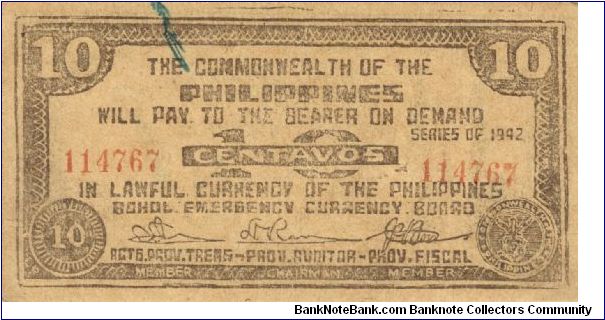 10 10
THE COMMONWEALTH OF THE
PHILIPPINES
WILL PAY TO THE BEARER ON DEMAND
SERIES OF 1942
10
CENTAVOS
114767 114767
IN LAWFUL CURRENCY OF THE PHILIPPINES
BOHOL EMERGENCY CURRENCY BOARD
10
ACTG. PROV. TREAS - PROV. AUDITOR - PROV. FISCAL
MEMBER CHAIRMAN MEMBER
BankNoteBank.com Banknote Collectors Community